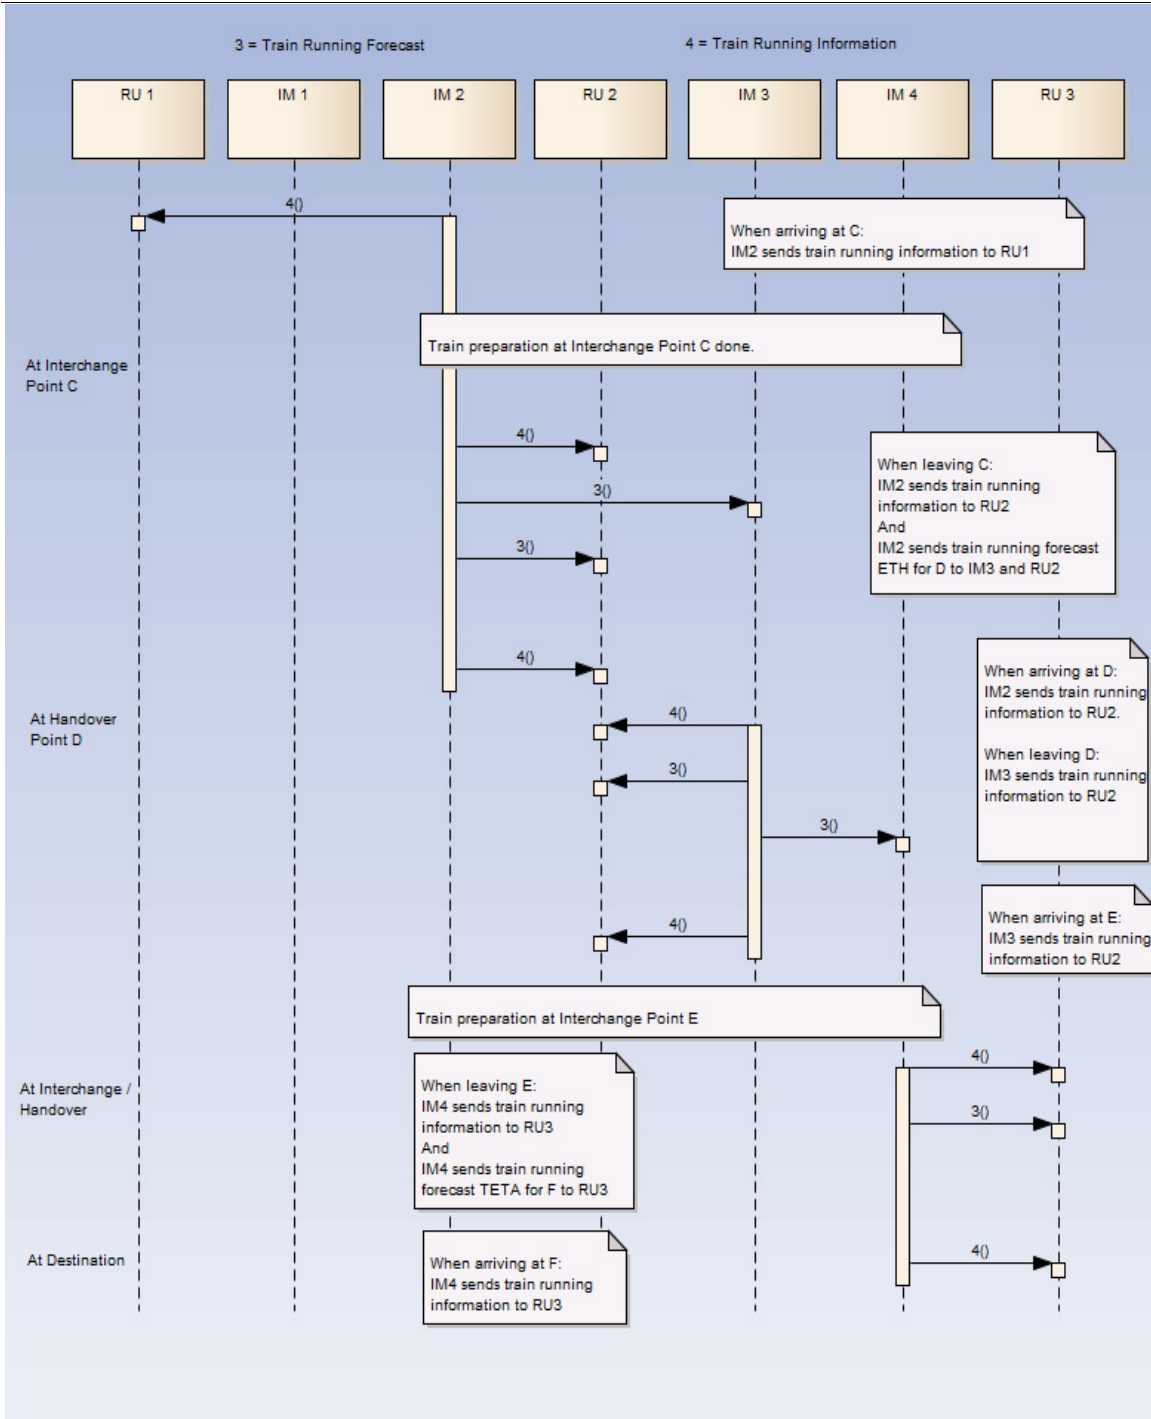 3 = Train Running Forecast
4 = Train Running Information
RU 1
IM 1
IM 2
RU 2
IM 3
IM 4
RU 3
4()
When arriving at C:
IM2 sends train running information to RU1
Train preparation at Interchange Point C done.
At Interchange
Point C
4()
3()
3()
When leaving C:
IM2 sends train running
information to RU2
And
IM2 sends train running forecast
ETH for D to IM3 and RU2
4()
When arriving at D:
IM2 sends train running
information to RU2.
When leaving D:
IM3 sends train running
information to RU2
At Handover
Point D
4()
3()
3()
4()
When arriving at E:
IM3 sends train running
information to RU2
Train preparation at Interchange Point E
At Interchange /
Handover
When leaving E:
IM4 sends train running
information to RU3
And
IM4 sends train running
forecast TETA for F to RU3
4()
3()
At Destination
When arriving at F:
IM4 sends train running
information to RU3
4()